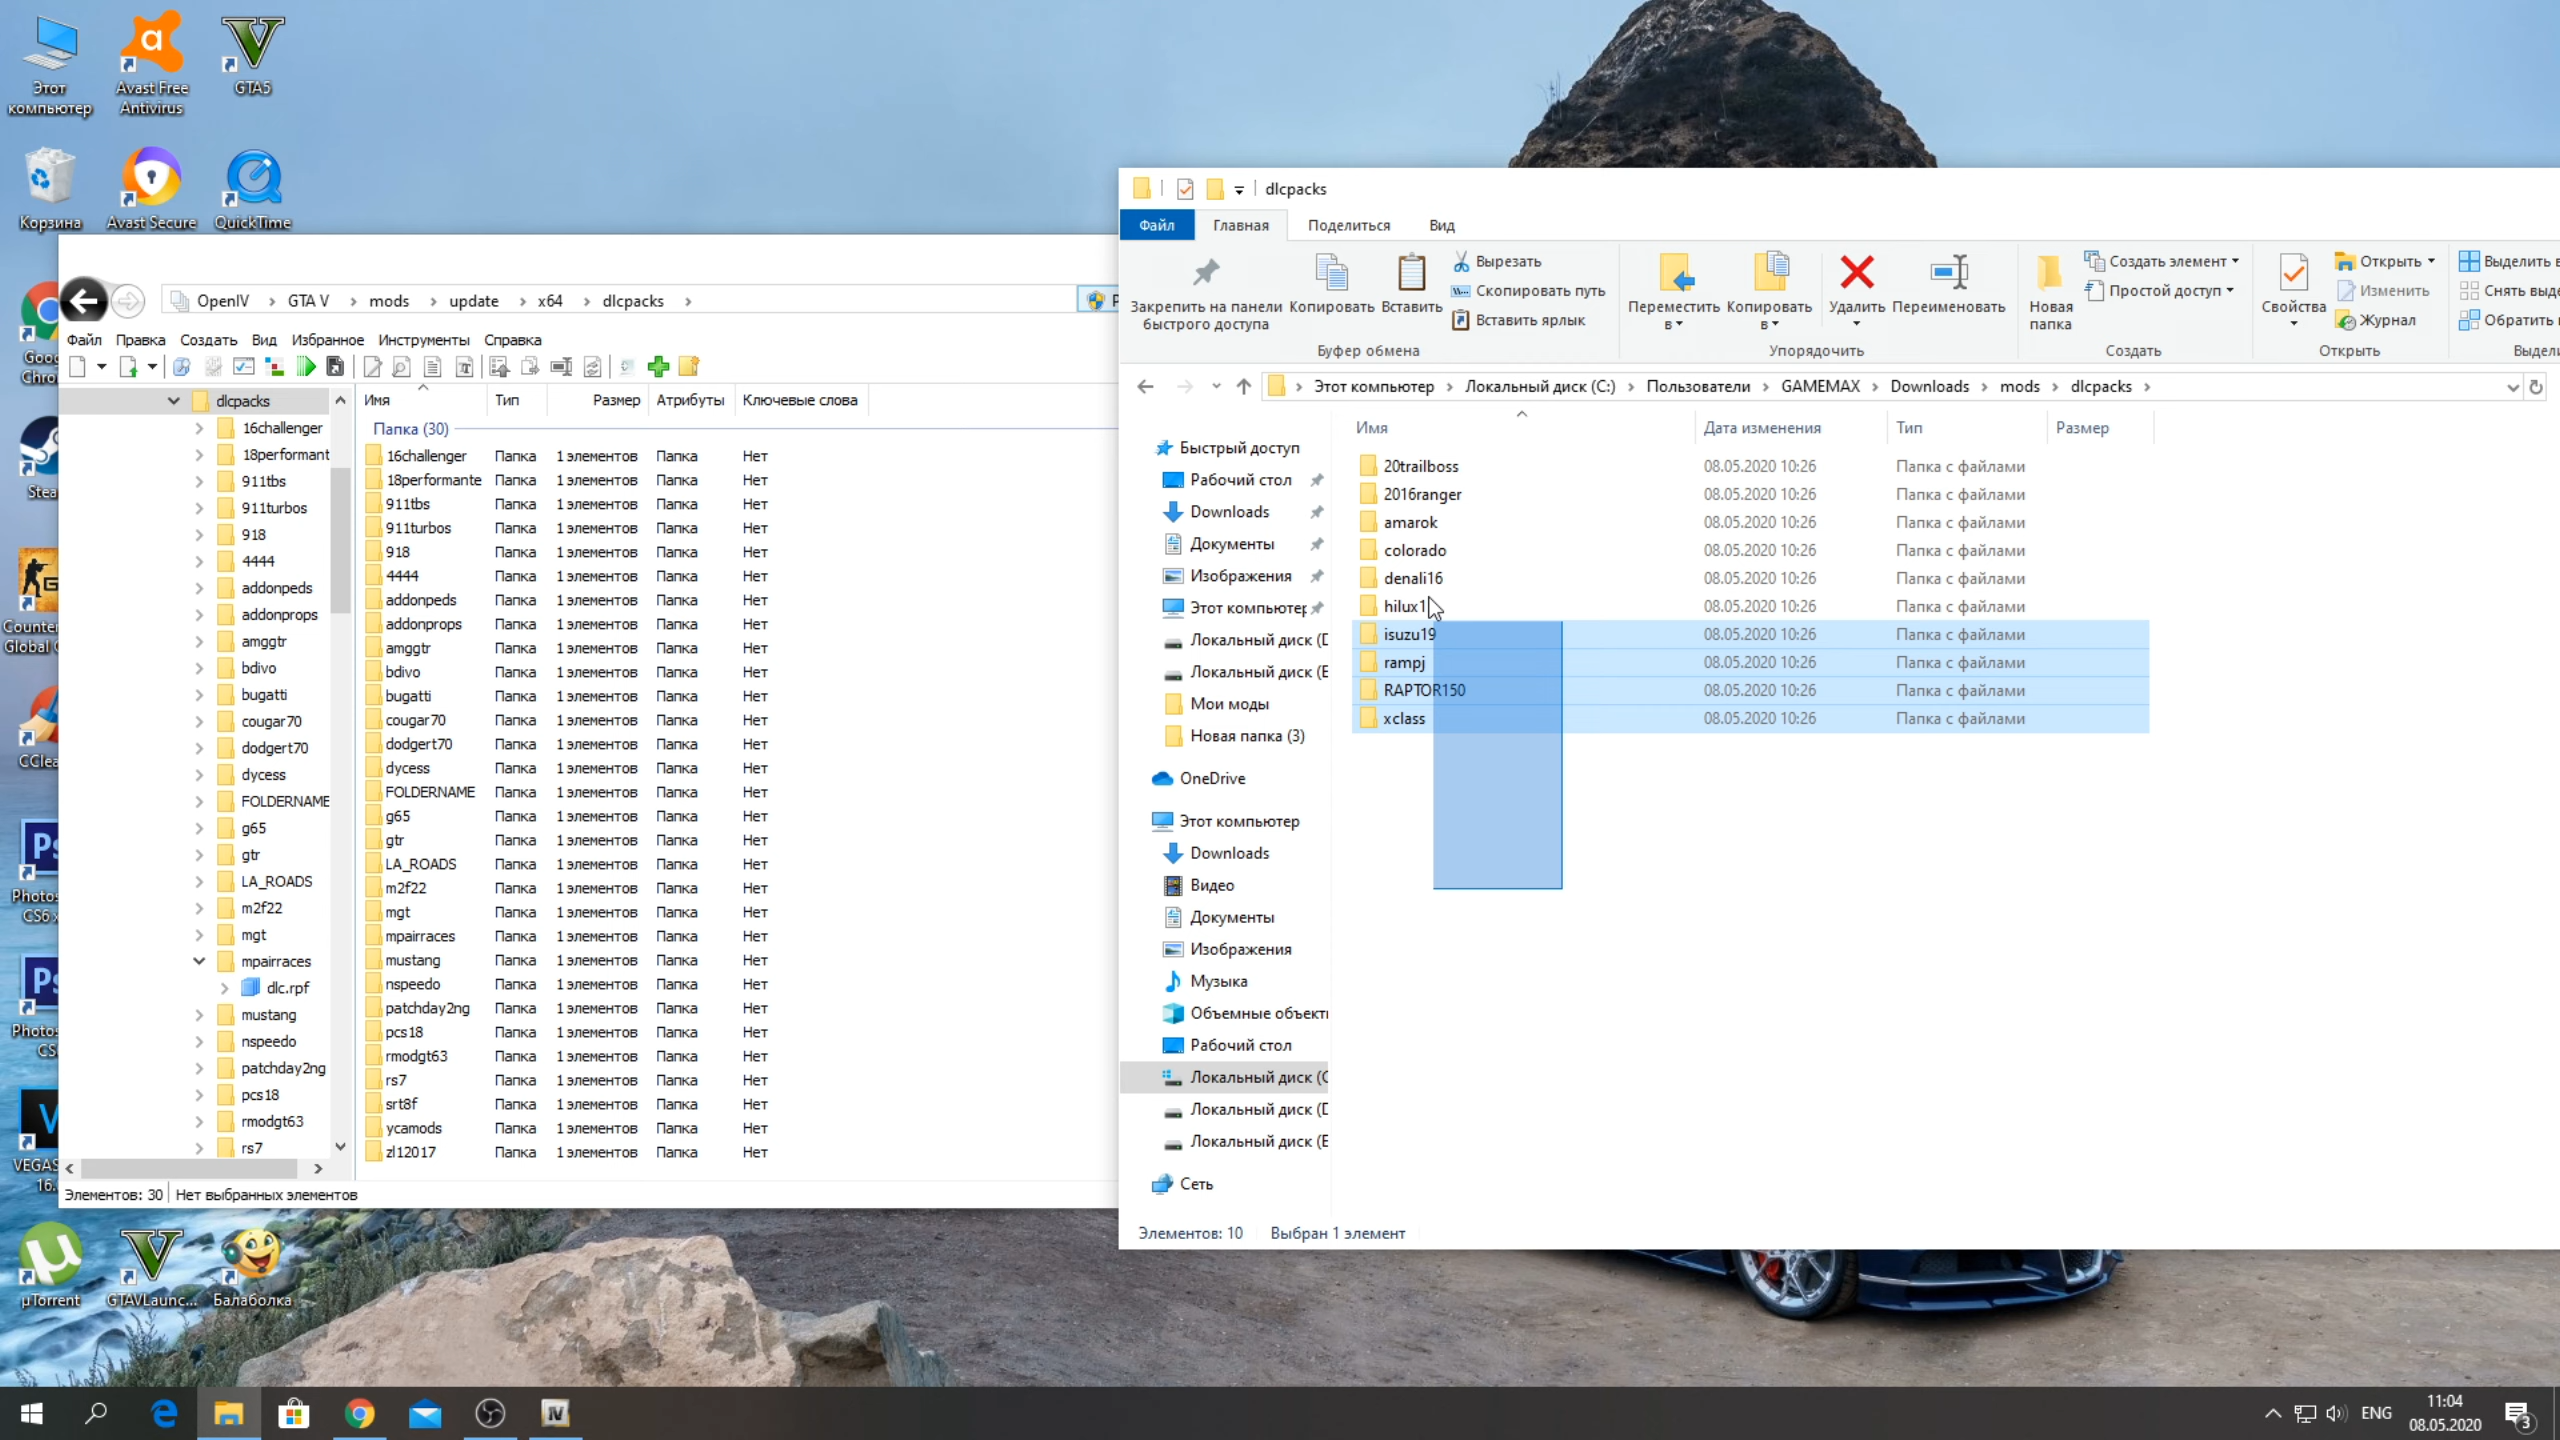 Этот
компьютер
Avast Free
Antivirus
GTA5
Корзина
Avast Secure
QuickTime
Goo
Chro
Stea
Counter
Global
CClea
Photos
CS6
Photos
CS
VEGAS
16.
µTorrent
GTAVLaunc...
Балаболка
OpenIV
GTA V
mods
update
x64
dlcpacks
Файл Правка Создать Вид Избранное Инструменты Справка
dlcpacks
16challenger
18performant
911tbs
911turbos
918
4444
addonpeds
addonprops
amggtr
bdivo
bugatti
cougar70
dodgert70
dycess
FOLDERNAME
g65
gtr
LA_ROADS
m2f22
mgt
mpairraces
dlc.rpf
mustang
nspeedo
patchday2ng
pcs18
rmodgt63
rs7
Имя Тип Размер Атрибуты Ключевые слова
Папка (30)
16challenger Папка 1 элементов Папка Нет
18performante Папка 1 элементов Папка Нет
911tbs Папка 1 элементов Папка Нет
911turbos Папка 1 элементов Папка Нет
918 Папка 1 элементов Папка Нет
4444 Папка 1 элементов Папка Нет
addonpeds Папка 1 элементов Папка Нет
addonprops Папка 1 элементов Папка Нет
amggtr Папка 1 элементов Папка Нет
bdivo Папка 1 элементов Папка Нет
bugatti Папка 1 элементов Папка Нет
cougar70 Папка 1 элементов Папка Нет
dodgert70 Папка 1 элементов Папка Нет
dycess Папка 1 элементов Папка Нет
FOLDERNAME Папка 1 элементов Папка Нет
g65 Папка 1 элементов Папка Нет
gtr Папка 1 элементов Папка Нет
LA_ROADS Папка 1 элементов Папка Нет
m2f22 Папка 1 элементов Папка Нет
mgt Папка 1 элементов Папка Нет
mpairraces Папка 1 элементов Папка Нет
mustang Папка 1 элементов Папка Нет
nspeedo Папка 1 элементов Папка Нет
patchday2ng Папка 1 элементов Папка Нет
pcs18 Папка 1 элементов Папка Нет
rmodgt63 Папка 1 элементов Папка Нет
rs7 Папка 1 элементов Папка Нет
srt8f Папка 1 элементов Папка Нет
ycamods Папка 1 элементов Папка Нет
zl12017 Папка 1 элементов Папка Нет
Элементов: 30 Нет выбранных элементов
dlcpacks
Файл Главная Поделиться Вид
Закрепить на панели
быстрого доступа
Копировать
Вставить
Вырезать
Скопировать путь
Вставить ярлык
Буфер обмена
Переместить
в
Копировать
в
Удалить
Переименовать
Упорядочить
Новая
папка
Создать элемент
Простой доступ
Создать
Свойства
Открыть
Изменить
Журнал
Открыть
Выделить в
Снять выде
Обратить
Выдели
Этот компьютер
Локальный диск (C:)
Пользователи
GAMEMAX
Downloads
mods
dlcpacks
Быстрый доступ
Рабочий стол
Downloads
Документы
Изображения
Этот компьютер
Локальный диск (D
Локальный диск (E
Мои моды
Новая папка (3)
OneDrive
Этот компьютер
Downloads
Видео
Документы
Изображения
Музыка
Объемные объекты
Рабочий стол
Локальный диск (C
Локальный диск (D
Локальный диск (E
Сеть
Имя Дата изменения Тип Размер
20trailboss 08.05.2020 10:26 Папка с файлами
2016ranger 08.05.2020 10:26 Папка с файлами
amarok 08.05.2020 10:26 Папка с файлами
colorado 08.05.2020 10:26 Папка с файлами
denali16 08.05.2020 10:26 Папка с файлами
hilux1 08.05.2020 10:26 Папка с файлами
isuzu19 08.05.2020 10:26 Папка с файлами
rampj 08.05.2020 10:26 Папка с файлами
RAPTOR150 08.05.2020 10:26 Папка с файлами
xclass 08.05.2020 10:26 Папка с файлами
Элементов: 10 Выбран 1 элемент
ENG
11:04
08.05.2020
3